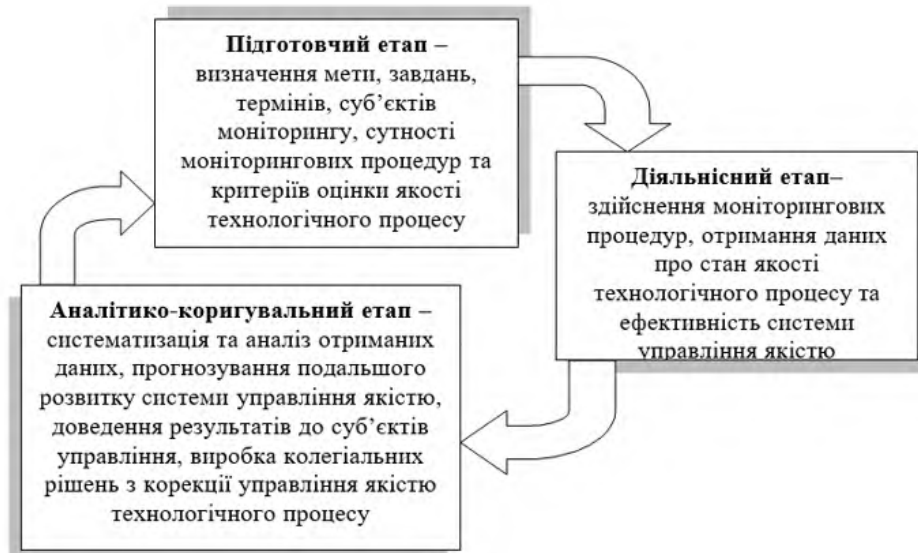 Підготовчий етап –
визначення мети, завдань,
термінів, суб’єктів
моніторингу, сутності
моніторингових процедур та
критеріїв оцінки якості
технологічного процесу
Діяльнісний етап–
здійснення моніторингових
процедур, отримання даних
про стан якості
технологічного процесу та
ефективність системи
управління якістю
Аналітико-коригувальний етап –
систематизація та аналіз отриманих
даних, прогнозування подальшого
розвитку системи управління якістю,
доведення результатів до суб’єктів
управління, виробка колегіальних
рішень з корекції управління якістю
технологічного процесу